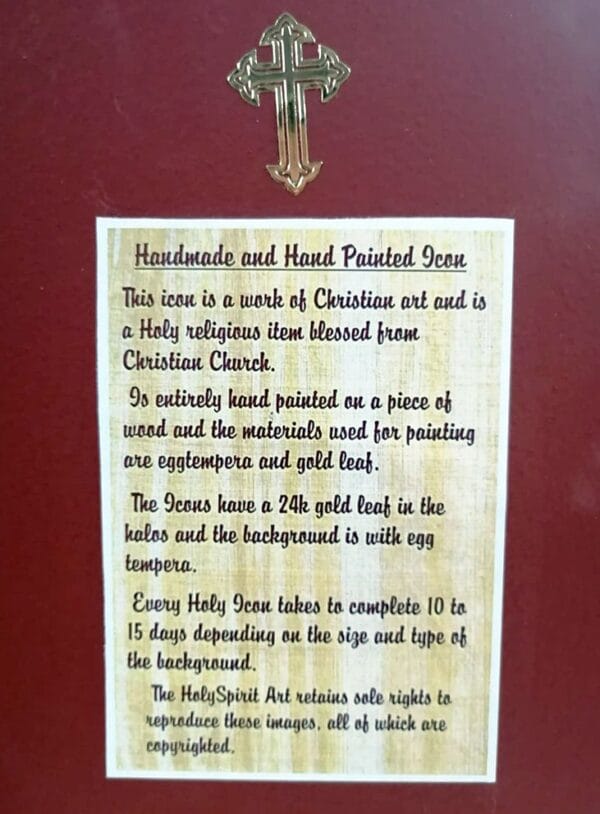 Handmade and Hand Painted Icon
This icon is a work of Christian art and is
a Holy religious item blessed from
Christian Church.
Is entirely hand painted on a piece of
wood and the materials used for painting
are eggtempera and gold leaf.
The Icons have a 24k gold leaf in the
halos and the background is with egg
tempera.
Every Holy Icon takes to complete 10 to
15 days depending on the size and type of
the background.
The HolySpirit Art retains sole rights to
reproduce these images, all of which are
copyrighted.